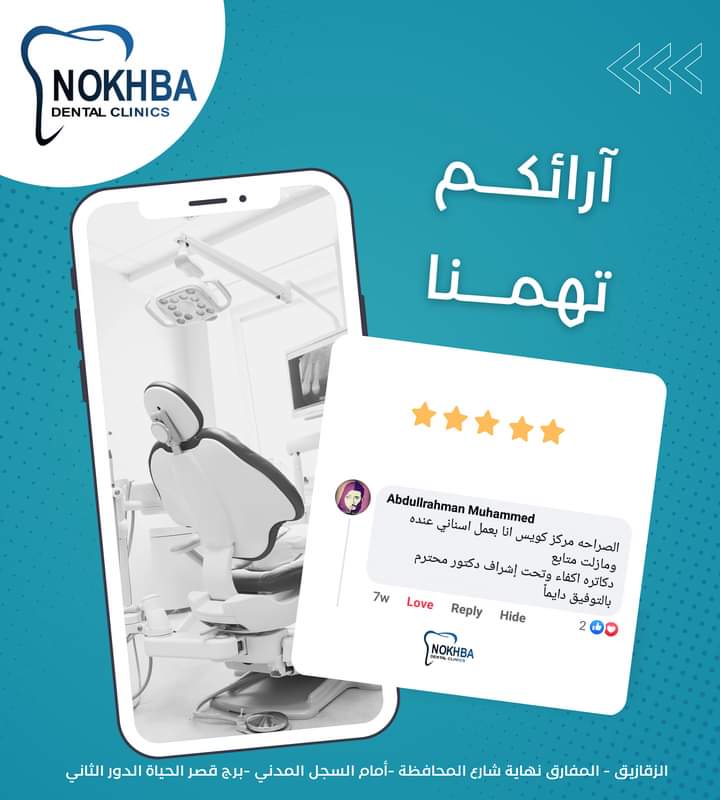 NOKHBA
DENTAL CLINICS
آرائكـــم
تهمـــنا
Abdullrahman Muhammed
الصراحه مركز كويس انا بعمل اسناني عنده
ومازلت متابع
دكاتره اكفاء وتحت إشراف دكتور محترم
بالتوفيق دايماً
7w Love Reply Hide 2
NOKHBA
DENTAL CLINICS
الزقازيق - المفارق نهاية شارع المحافظة -أمام السجل المدني -برج قصر الحياة الدور الثاني